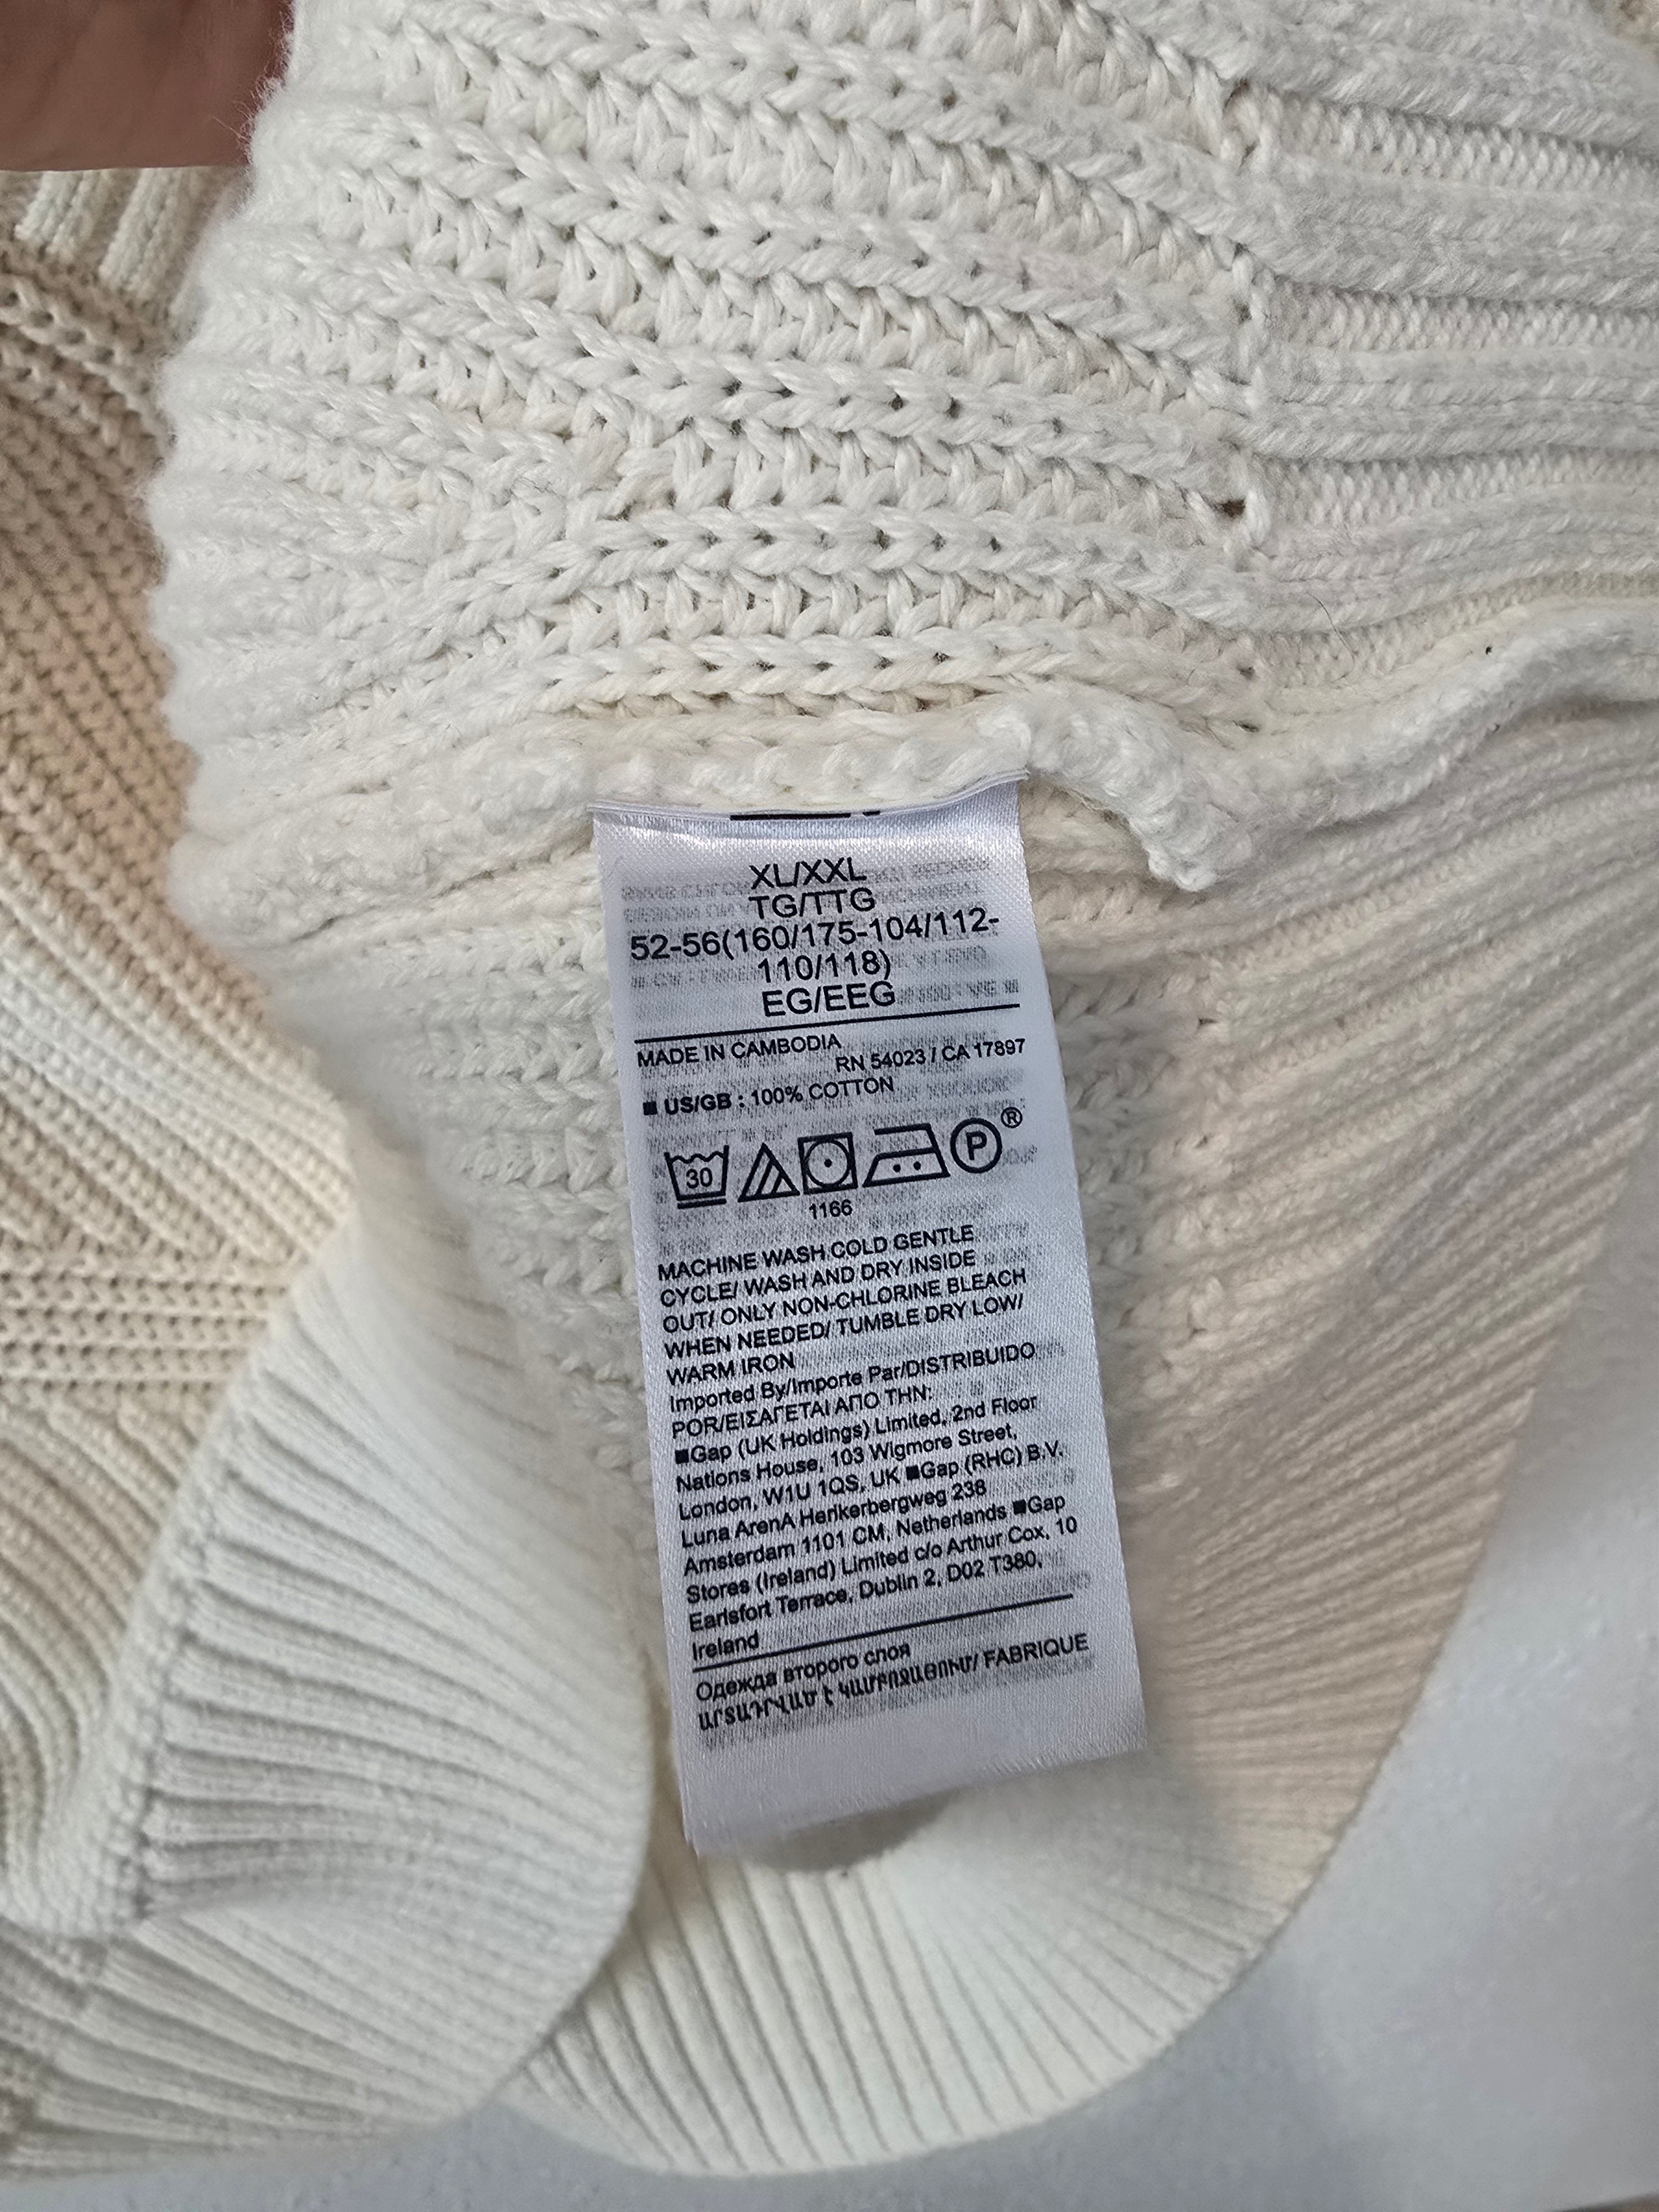 XL/XXL
TG/TTG
52-56(160/175-104/112-
110/118)
EG/EEG
MADE IN CAMBODIA
RN 54023 / CA 17897
■ US/GB : 100% COTTON
30
P
®
1166
MACHINE WASH COLD GENTLE
CYCLE/ WASH AND DRY INSIDE
OUT/ ONLY NON-CHLORINE BLEACH
WHEN NEEDED/ TUMBLE DRY LOW/
WARM IRON
Imported By/Importe Par/DISTRIBUIDO
POR/ΕΙΣΑΓΕΤΑΙ ΑΠΟ ΤΗΝ:
■Gap (UK Holdings) Limited, 2nd Floor
Nations House, 103 Wigmore Street,
London, W1U 1QS, UK ■Gap (RHC) B.V.
Luna ArenA Herikerbergweg 238
Amsterdam 1101 CM, Netherlands ■Gap
Stores (Ireland) Limited c/o Arthur Cox, 10
Earlsfort Terrace, Dublin 2, D02 T380,
Ireland
Одежда второго слоя
ԱՐՏԱԴՐՎԱԾ Է ԿԱՄԲՈՋԱՅՈՒՄ/ FABRIQUE